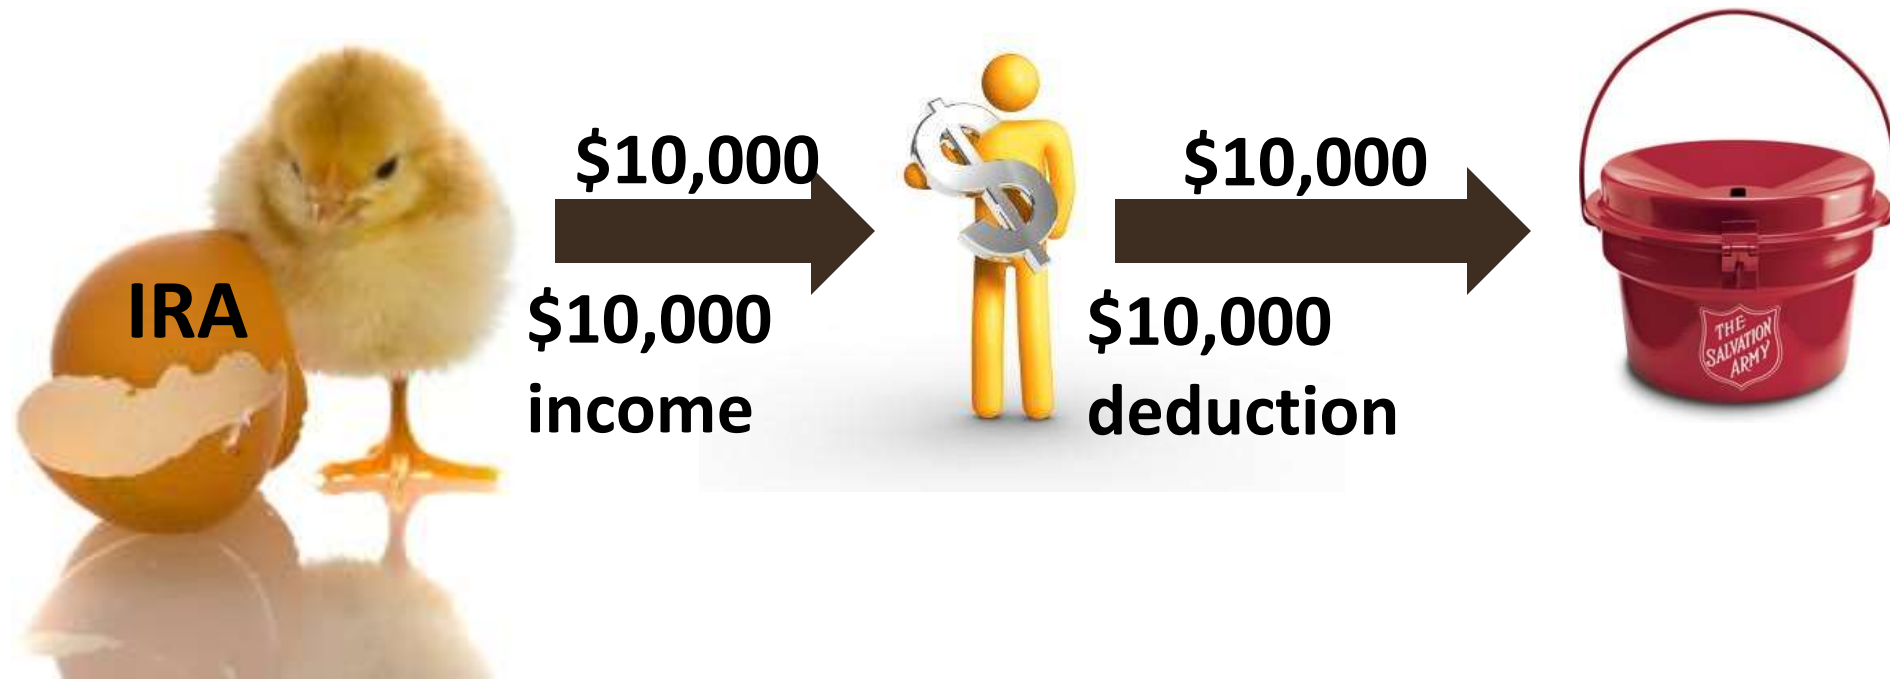 IRA
$10,000
$10,000
income
$10,000
$10,000
deduction
THE
SALVATION
ARMY